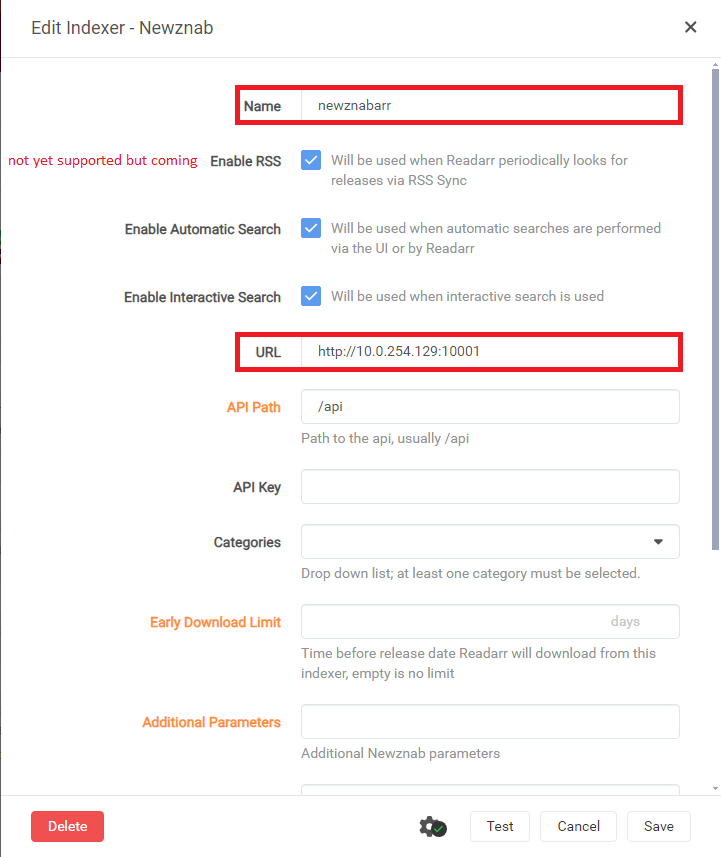 Edit Indexer - Newznab
Name newznabarr
not yet supported but coming Enable RSS Will be used when Readarr periodically looks for
releases via RSS Sync
Enable Automatic Search Will be used when automatic searches are performed
via the UI or by Readarr
Enable Interactive Search Will be used when interactive search is used
URL http://10.0.254.129:10001
API Path /api
Path to the api, usually /api
API Key
Categories
Drop down list; at least one category must be selected.
Early Download Limit days
Time before release date Readarr will download from this
indexer, empty is no limit
Additional Parameters
Additional Newznab parameters
Delete Test Cancel Save